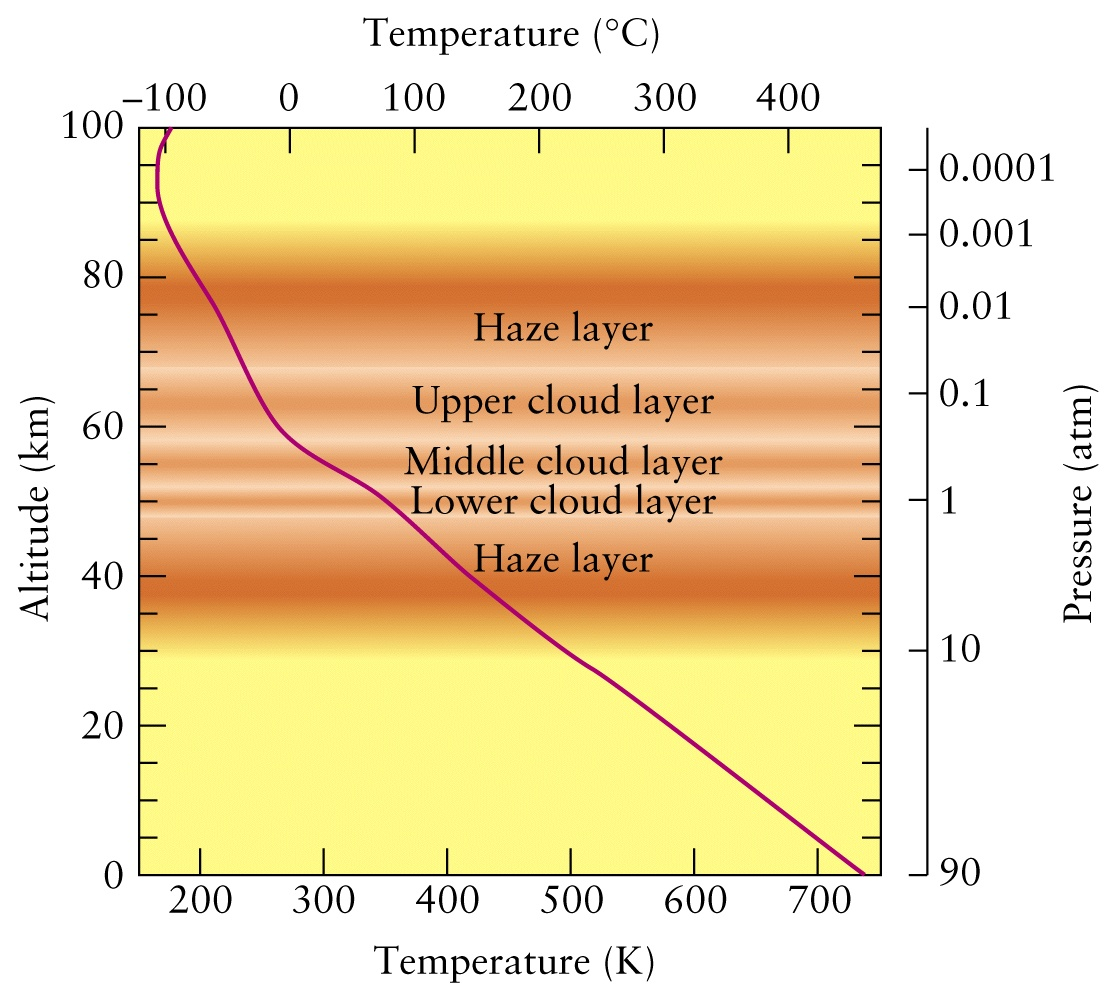 Temperature (°C)
−100 0 100 200 300 400
100
80
60
40
20
0
Altitude (km)
Haze layer
Upper cloud layer
Middle cloud layer
Lower cloud layer
Haze layer
0.0001
0.001
0.01
0.1
1
10
90
Pressure (atm)
200 300 400 500 600 700
Temperature (K)